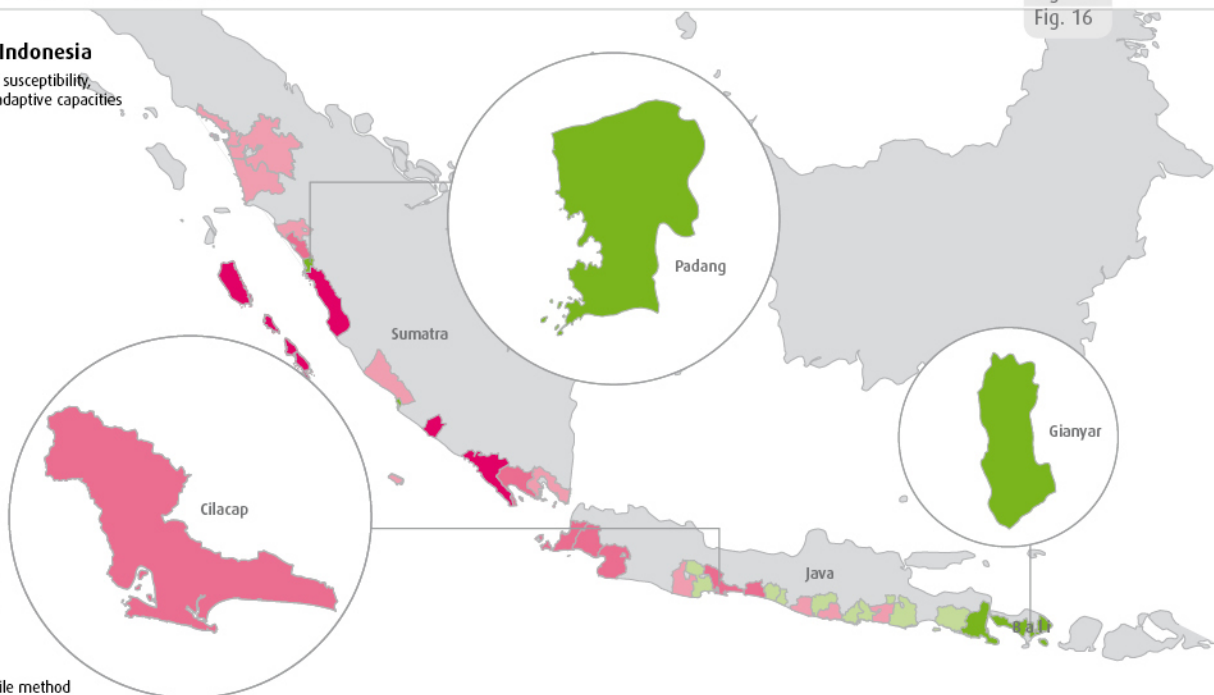 Fig. 16
Indonesia
susceptibility,
adaptive capacities
Padang
Sumatra
Gianyar
Cilacap
Java
Bali
ile method